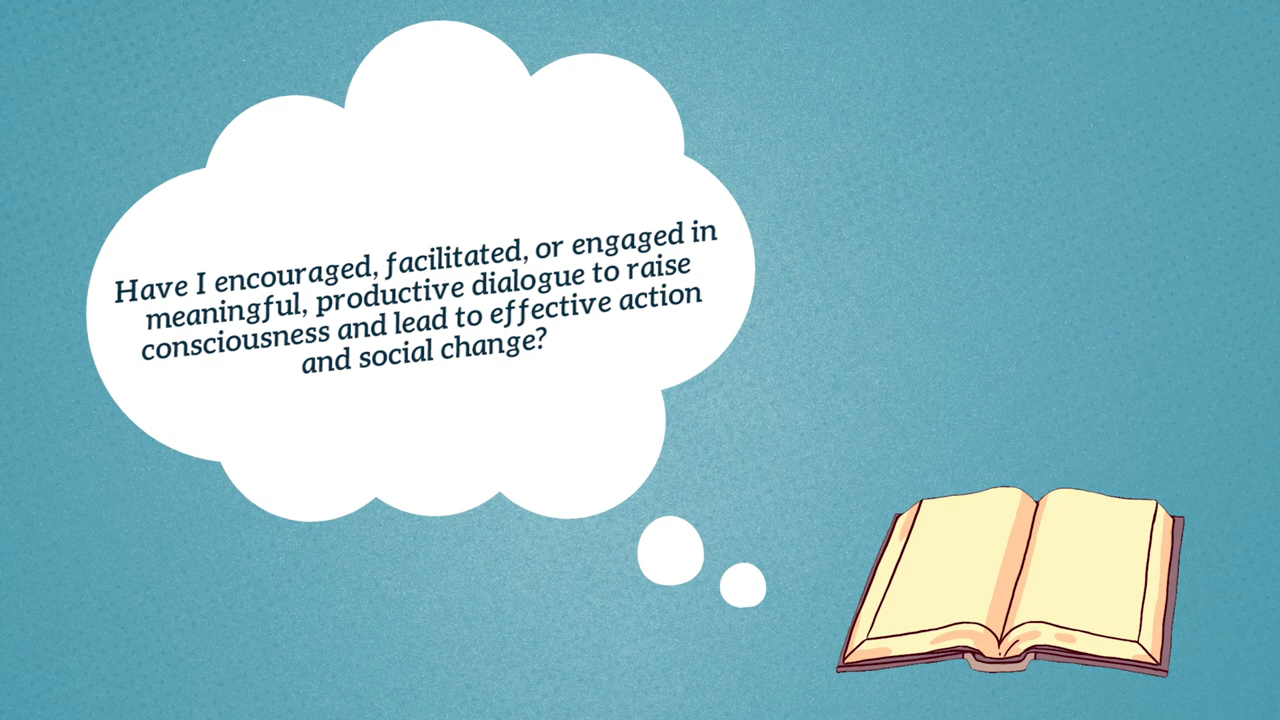 Have I encouraged, facilitated, or engaged in
meaningful, productive dialogue to raise
consciousness and lead to effective action
and social change?